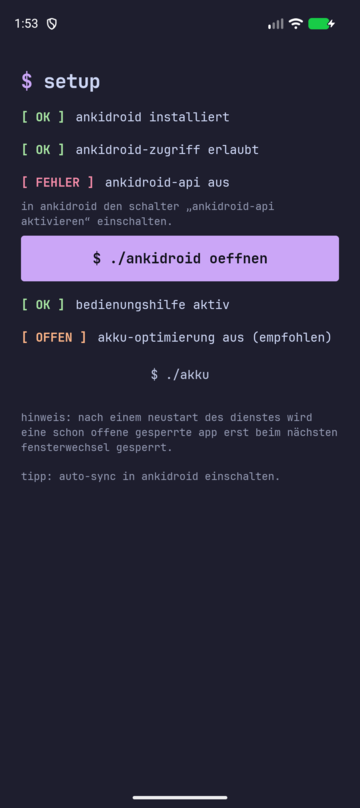 1:53
$ setup
[ OK ] ankidroid installiert
[ OK ] ankidroid-zugriff erlaubt
[ FEHLER ] ankidroid-api aus
in ankidroid den schalter „ankidroid-api
aktivieren“ einschalten.
$ ./ankidroid oeffnen
[ OK ] bedienungshilfe aktiv
[ OFFEN ] akku-optimierung aus (empfohlen)
$ ./akku
hinweis: nach einem neustart des dienstes wird
eine schon offene gesperrte app erst beim nächsten
fensterwechsel gesperrt.
tipp: auto-sync in ankidroid einschalten.